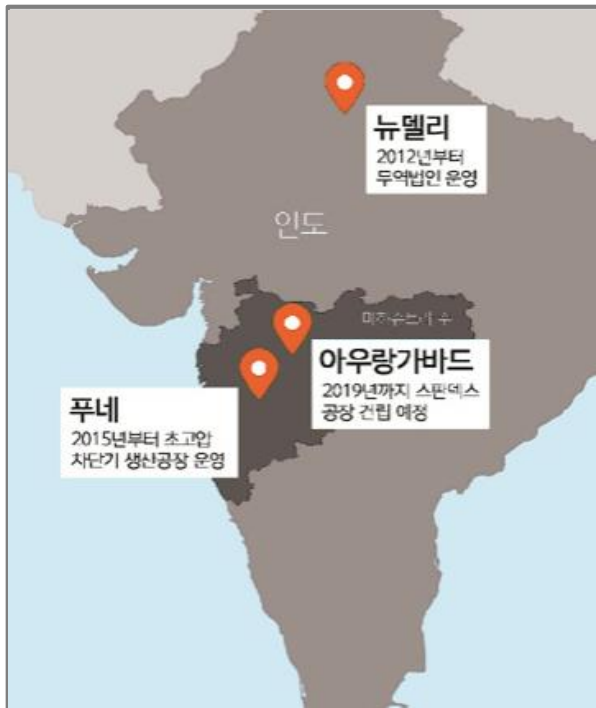 뉴델리
2012년부터
무역법인 운영
인도
아우랑가바드
2019년까지 스판덱스
공장 건립 예정
푸네
2015년부터 초고압
차단기 생산공장 운영